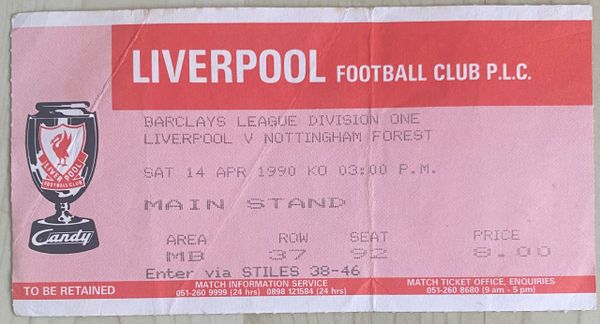 LIVERPOOL FOOTBALL CLUB P.L.C.
BARCLAYS LEAGUE DIVISION ONE
LIVERPOOL V NOTTINGHAM FOREST
SAT 14 APR 1990 KO 03:00 P.M.
MAIN STAND
AREA ROW SEAT PRICE
MB 37 92 8.00
Enter via STILES 38-46
LIVERPOOL
FOOTBALL CLUB
Candy
TO BE RETAINED
MATCH INFORMATION SERVICE
051-260 9999 (24 hrs) 0898 121584 (24 hrs)
MATCH TICKET OFFICE, ENQUIRIES
051-260 8680 (9 am - 5 pm)